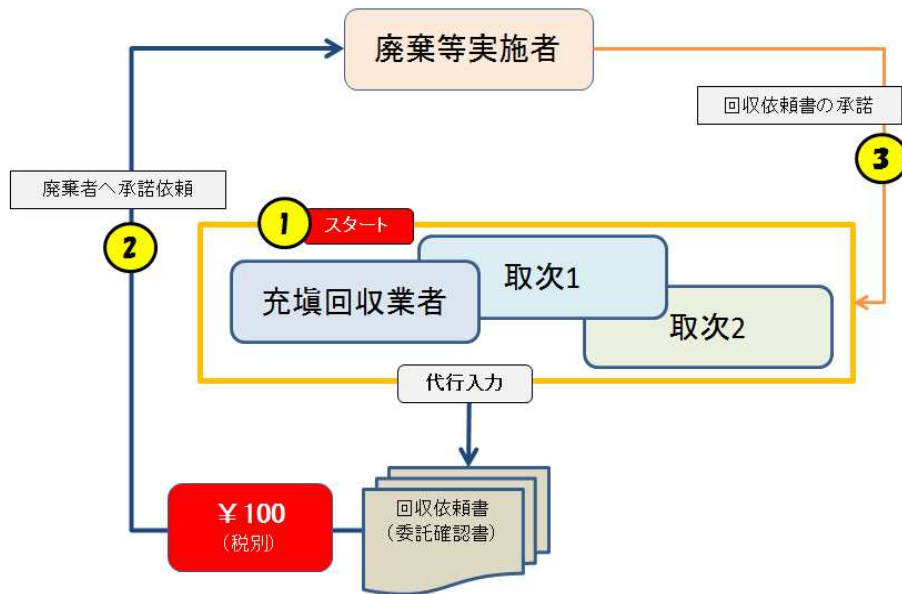 廃棄等実施者
回収依頼書の承諾
3
廃棄者へ承諾依頼
2
1
スタート
取次1
充塡回収業者
取次2
代行入力
回収依頼書
(委託確認書)
￥100
(税別)